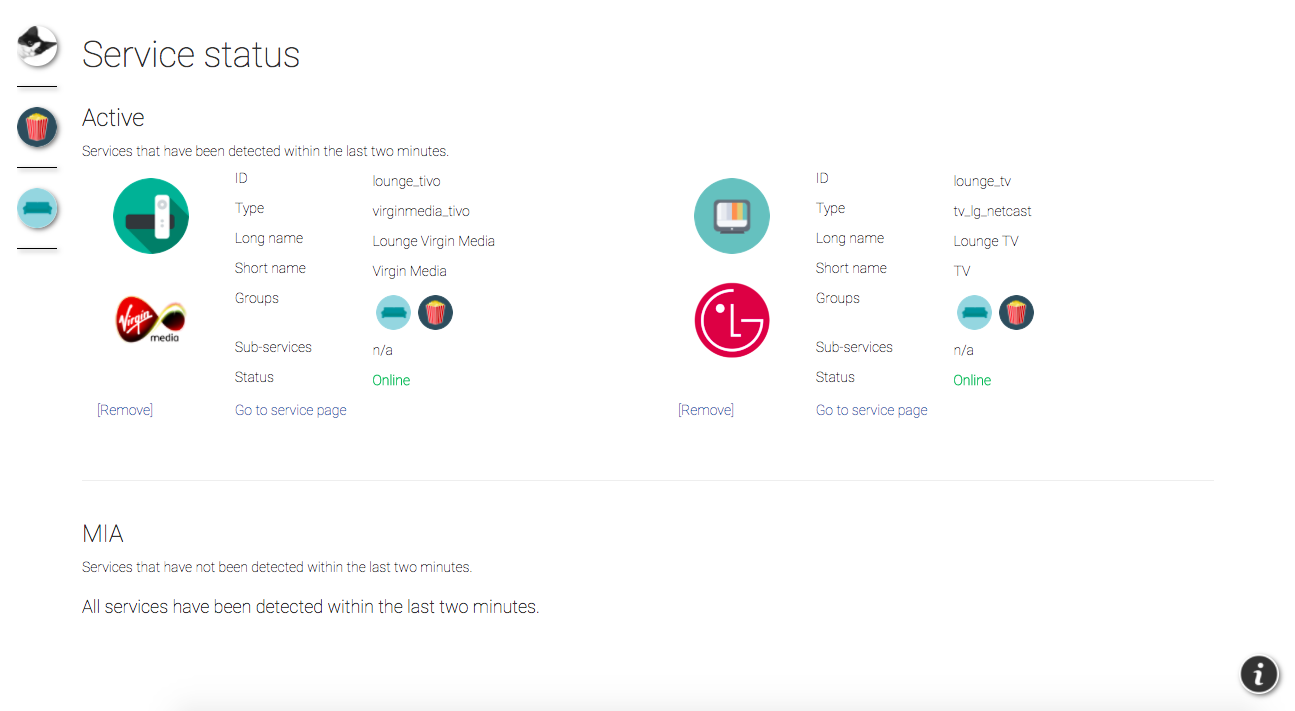 Service status
Active
Services that have been detected within the last two minutes.
ID lounge_tivo
Type virginmedia_tivo
Long name Lounge Virgin Media
Short name Virgin Media
Groups
Virgin media
Sub-services n/a
Status Online
[Remove] Go to service page
ID lounge_tv
Type tv_lg_netcast
Long name Lounge TV
Short name TV
Groups
LG
Sub-services n/a
Status Online
[Remove] Go to service page
MIA
Services that have not been detected within the last two minutes.
All services have been detected within the last two minutes.
i